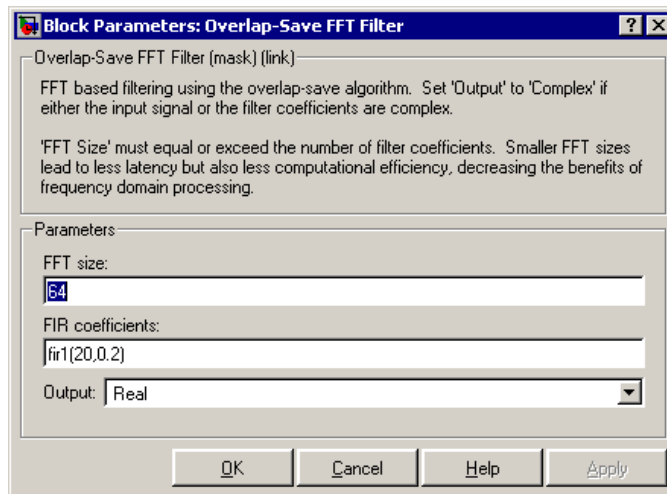 Block Parameters: Overlap-Save FFT Filter
Overlap-Save FFT Filter (mask) (link)
FFT based filtering using the overlap-save algorithm.  Set 'Output' to 'Complex' if
either the input signal or the filter coefficients are complex.
'FFT Size' must equal or exceed the number of filter coefficients.  Smaller FFT sizes
lead to less latency but also less computational efficiency, decreasing the benefits of
frequency domain processing.
Parameters
FFT size:
64
FIR coefficients:
fir1(20,0.2)
Output: Real
OK Cancel Help Apply